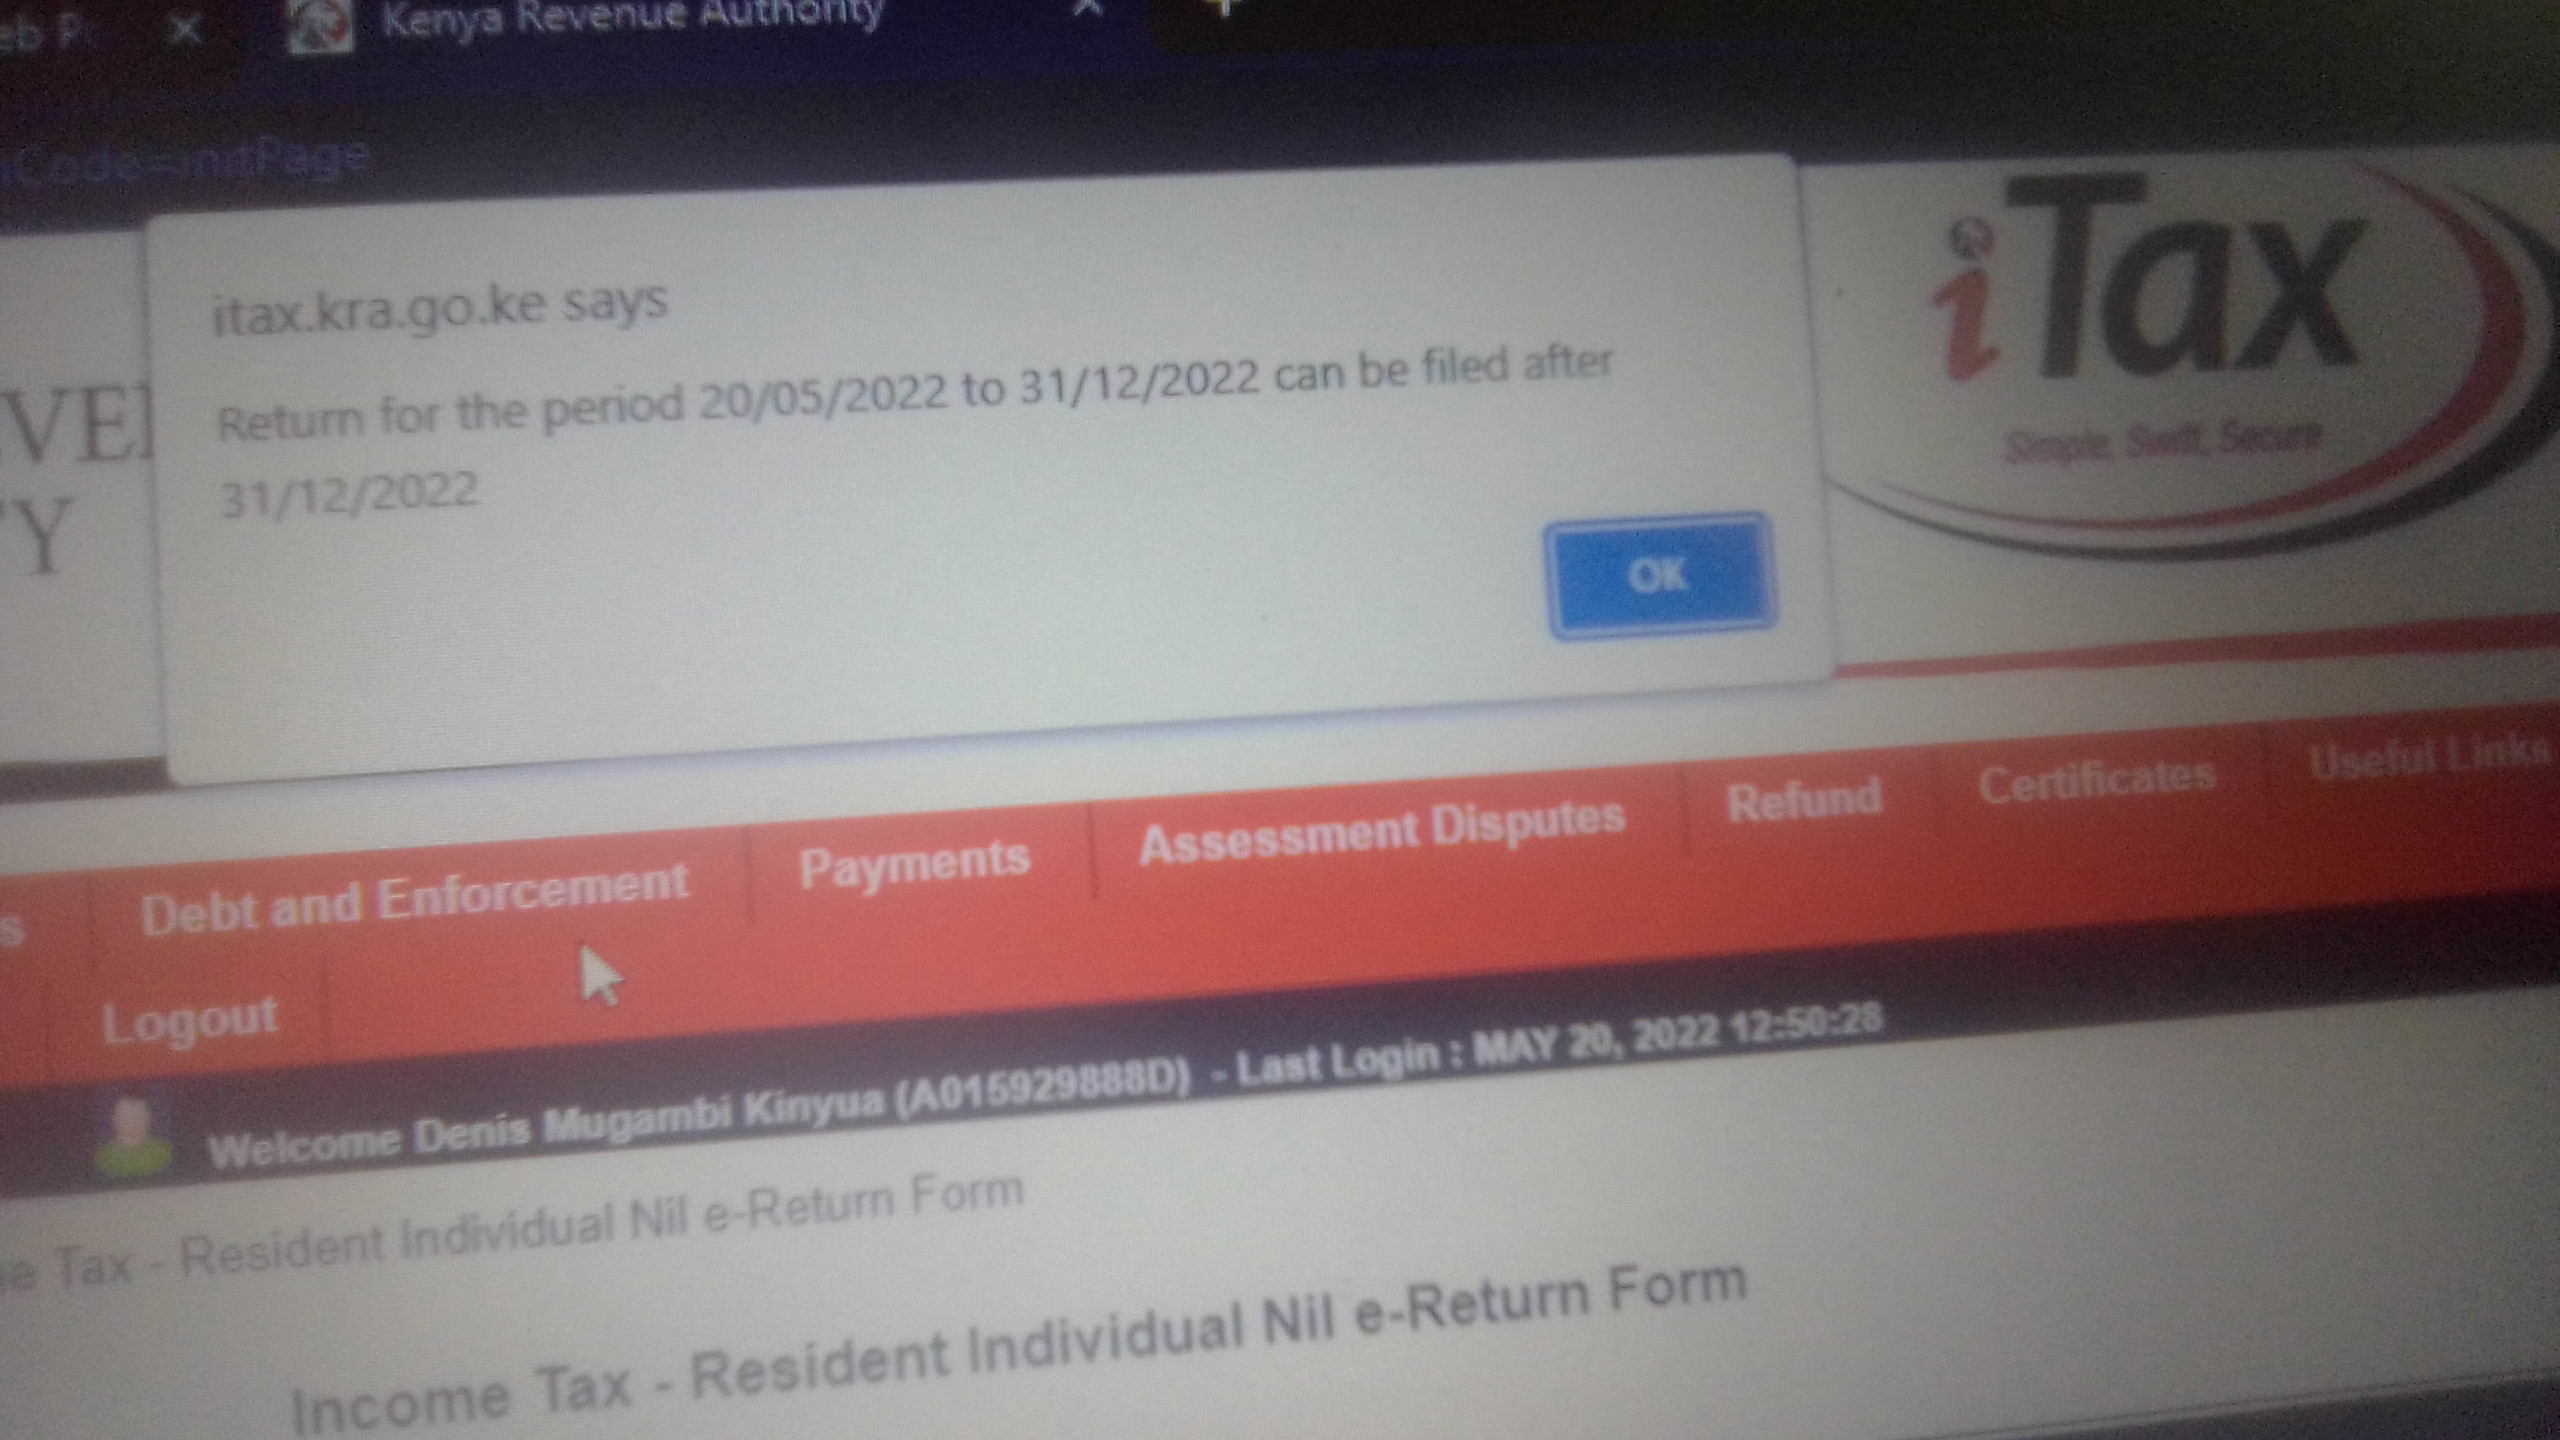 eb P
Kenya Revenue Authority
Code=initPage
itax.kra.go.ke says
Return for the period 20/05/2022 to 31/12/2022 can be filed after
31/12/2022
OK
iTax
Simple, Swift, Secure
VE
Y
s
Debt and Enforcement
Payments
Assessment Disputes
Refund
Certificates
Useful Links
Logout
Welcome Denis Mugambi Kinyua (A015929888D) - Last Login : MAY 20, 2022 12:50:28
e Tax - Resident Individual Nil e-Return Form
Income Tax - Resident Individual Nil e-Return Form